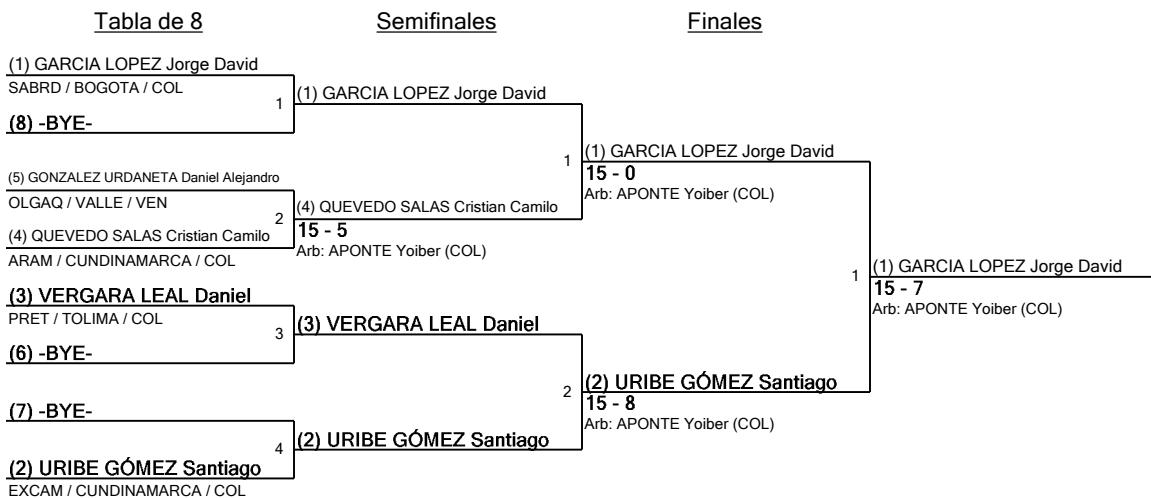 Tabla de 8
Semifinales
Finales
(1) GARCIA LOPEZ Jorge David
SABRD / BOGOTA / COL
1
(8) -BYE-
(5) GONZALEZ URDANETA Daniel Alejandro
OLGAQ / VALLE / VEN
2
(4) QUEVEDO SALAS Cristian Camilo
ARAM / CUNDINAMARCA / COL
(3) VERGARA LEAL Daniel
PRET / TOLIMA / COL
3
(6) -BYE-
(7) -BYE-
4
(2) URIBE GÓMEZ Santiago
EXCAM / CUNDINAMARCA / COL
(1) GARCIA LOPEZ Jorge David
1
(4) QUEVEDO SALAS Cristian Camilo
15 - 5
Arb: APONTE Yoiber (COL)
(3) VERGARA LEAL Daniel
2
(2) URIBE GÓMEZ Santiago
(1) GARCIA LOPEZ Jorge David
15 - 0
Arb: APONTE Yoiber (COL)
1
(2) URIBE GÓMEZ Santiago
15 - 8
Arb: APONTE Yoiber (COL)
(1) GARCIA LOPEZ Jorge David
15 - 7
Arb: APONTE Yoiber (COL)